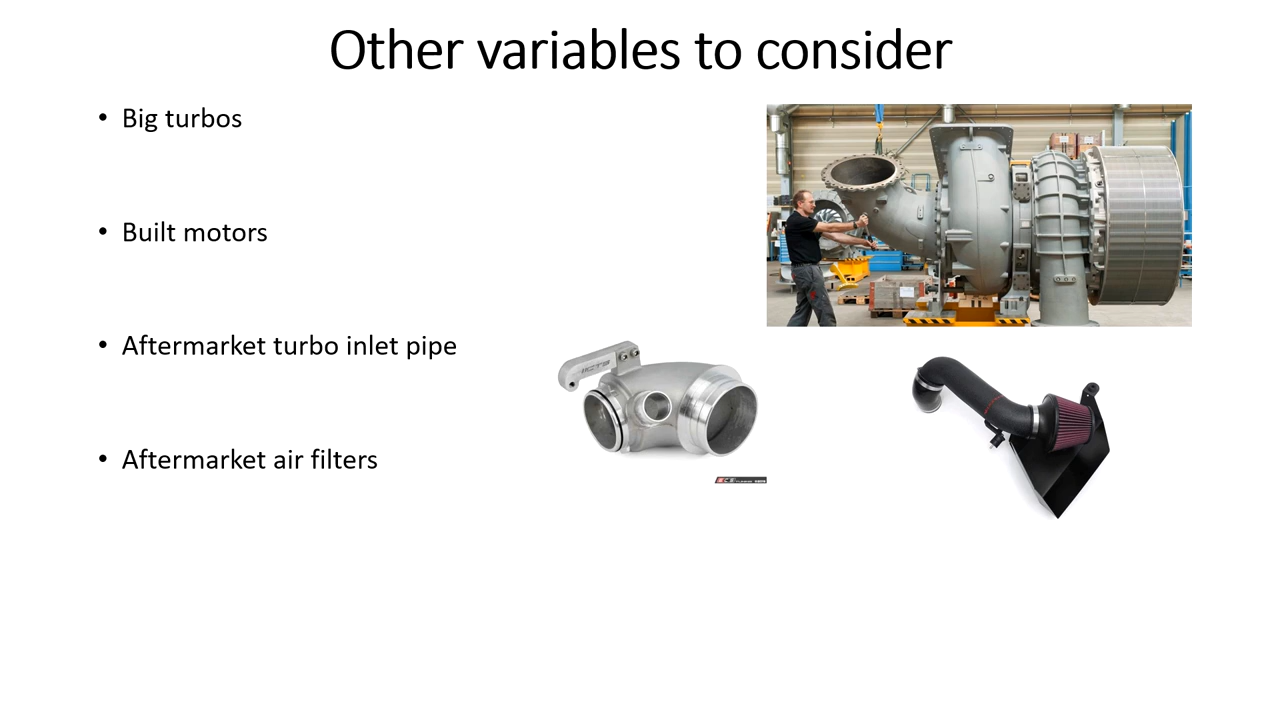 Other variables to consider
• Big turbos
• Built motors
• Aftermarket turbo inlet pipe
• Aftermarket air filters